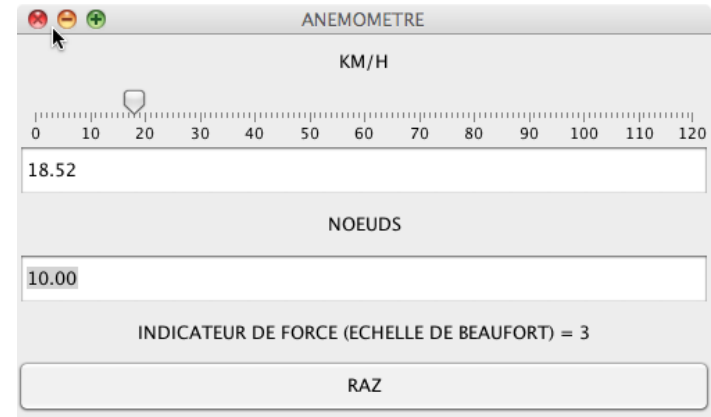 ANEMOMETRE
KM/H
0 10 20 30 40 50 60 70 80 90 100 110 120
18.52
NOEUDS
10.00
INDICATEUR DE FORCE (ECHELLE DE BEAUFORT) = 3
RAZ